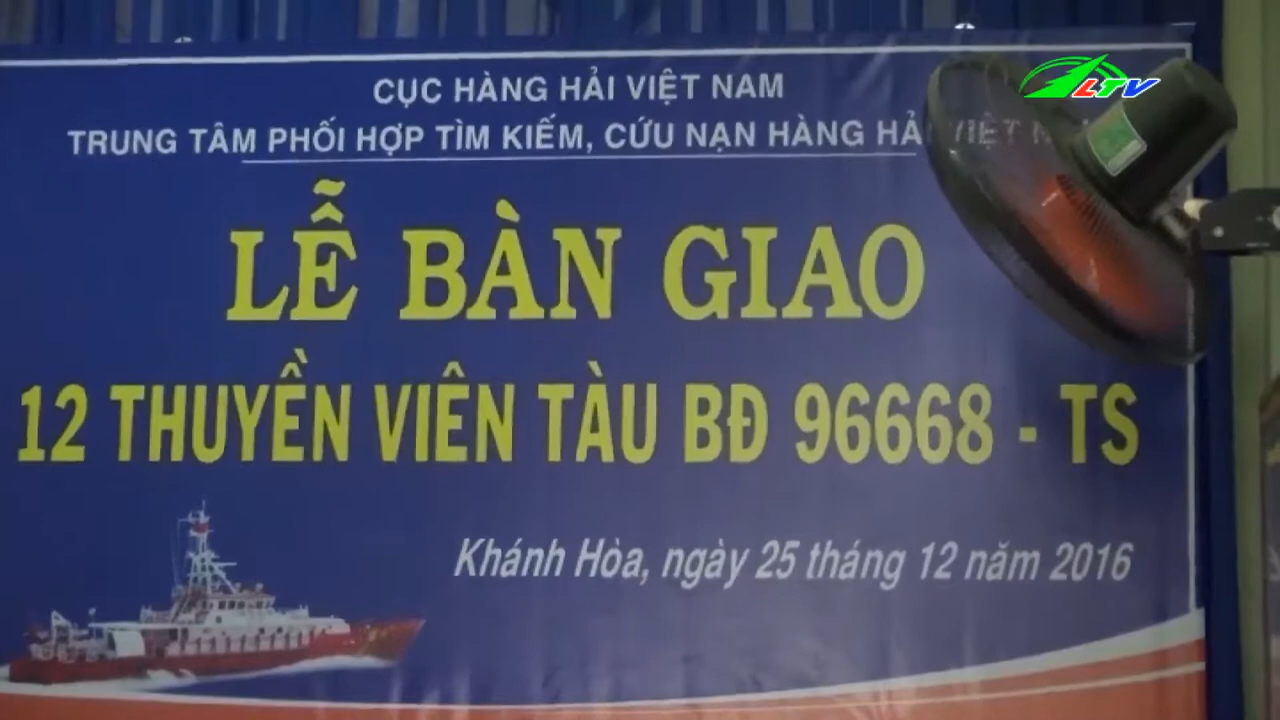 CỤC HÀNG HẢI VIỆT NAM
LTV
TRUNG TÂM PHỐI HỢP TÌM KIẾM, CỨU NẠN HÀNG HẢI VIỆT
LỄ BÀN GIAO
12 THUYỀN VIÊN TÀU BĐ 96668 - TS
Khánh Hòa, ngày 25 tháng 12 năm 2016